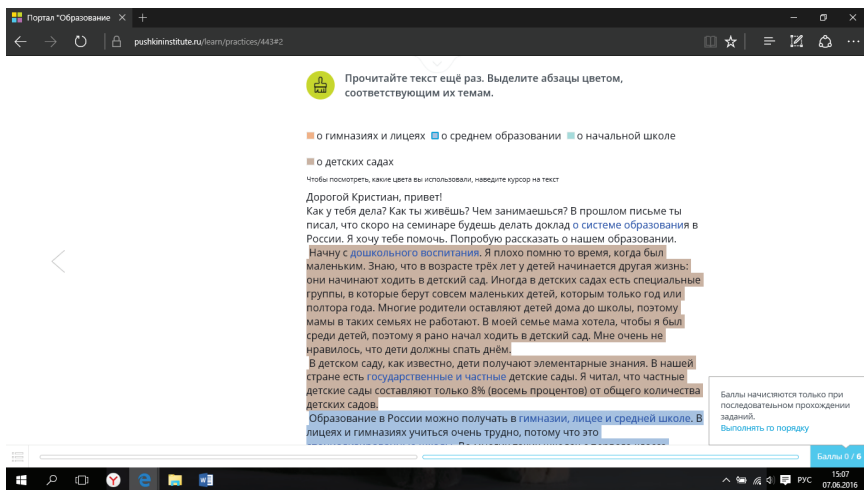 Портал "Образование
pushkininstitute.ru/learn/practices/443#2
Прочитайте текст ещё раз. Выделите абзацы цветом,
соответствующим их темам.
о гимназиях и лицеях о среднем образовании о начальной школе
о детских садах
Чтобы посмотреть, какие цвета вы использовали, наведите курсор на текст
Дорогой Кристиан, привет!
Как у тебя дела? Как ты живёшь? Чем занимаешься? В прошлом письме ты
писал, что скоро на семинаре будешь делать доклад о системе образования в
России. Я хочу тебе помочь. Попробую рассказать о нашем образовании.
Начну с дошкольного воспитания. Я плохо помню то время, когда был
маленьким. Знаю, что в возрасте трёх лет у детей начинается другая жизнь:
они начинают ходить в детский сад. Иногда в детских садах есть специальные
группы, в которые берут совсем маленьких детей, которым только год или
полтора года. Многие родители оставляют детей дома до школы, поэтому
мамы в таких семьях не работают. В моей семье мама хотела, чтобы я был
среди детей, поэтому я рано начал ходить в детский сад. Мне очень не
нравилось, что дети должны спать днём.
В детском саду, как известно, дети получают элементарные знания. В нашей
стране есть государственные и частные детские сады. Я читал, что частные
детские сады составляют только 8% (восемь процентов) от общего количества
детских садов.
Образование в России можно получать в гимназии, лицее и средней школе. В
лицеях и гимназиях учиться очень трудно, потому что это
Баллы начисляются только при
последовательном прохождении
заданий.
Выполнять по порядку
Баллы 0 / 6
РУС
15:07
07.06.2016